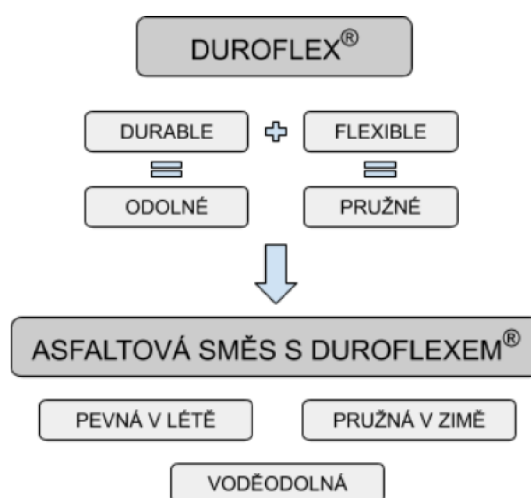 DUROFLEX®
DURABLE + FLEXIBLE
= =
ODOLNÉ PRUŽNÉ
ASFALTOVÁ SMĚS S DUROFLEXEM®
PEVNÁ V LÉTĚ PRUŽNÁ V ZIMĚ
VODĚODOLNÁ